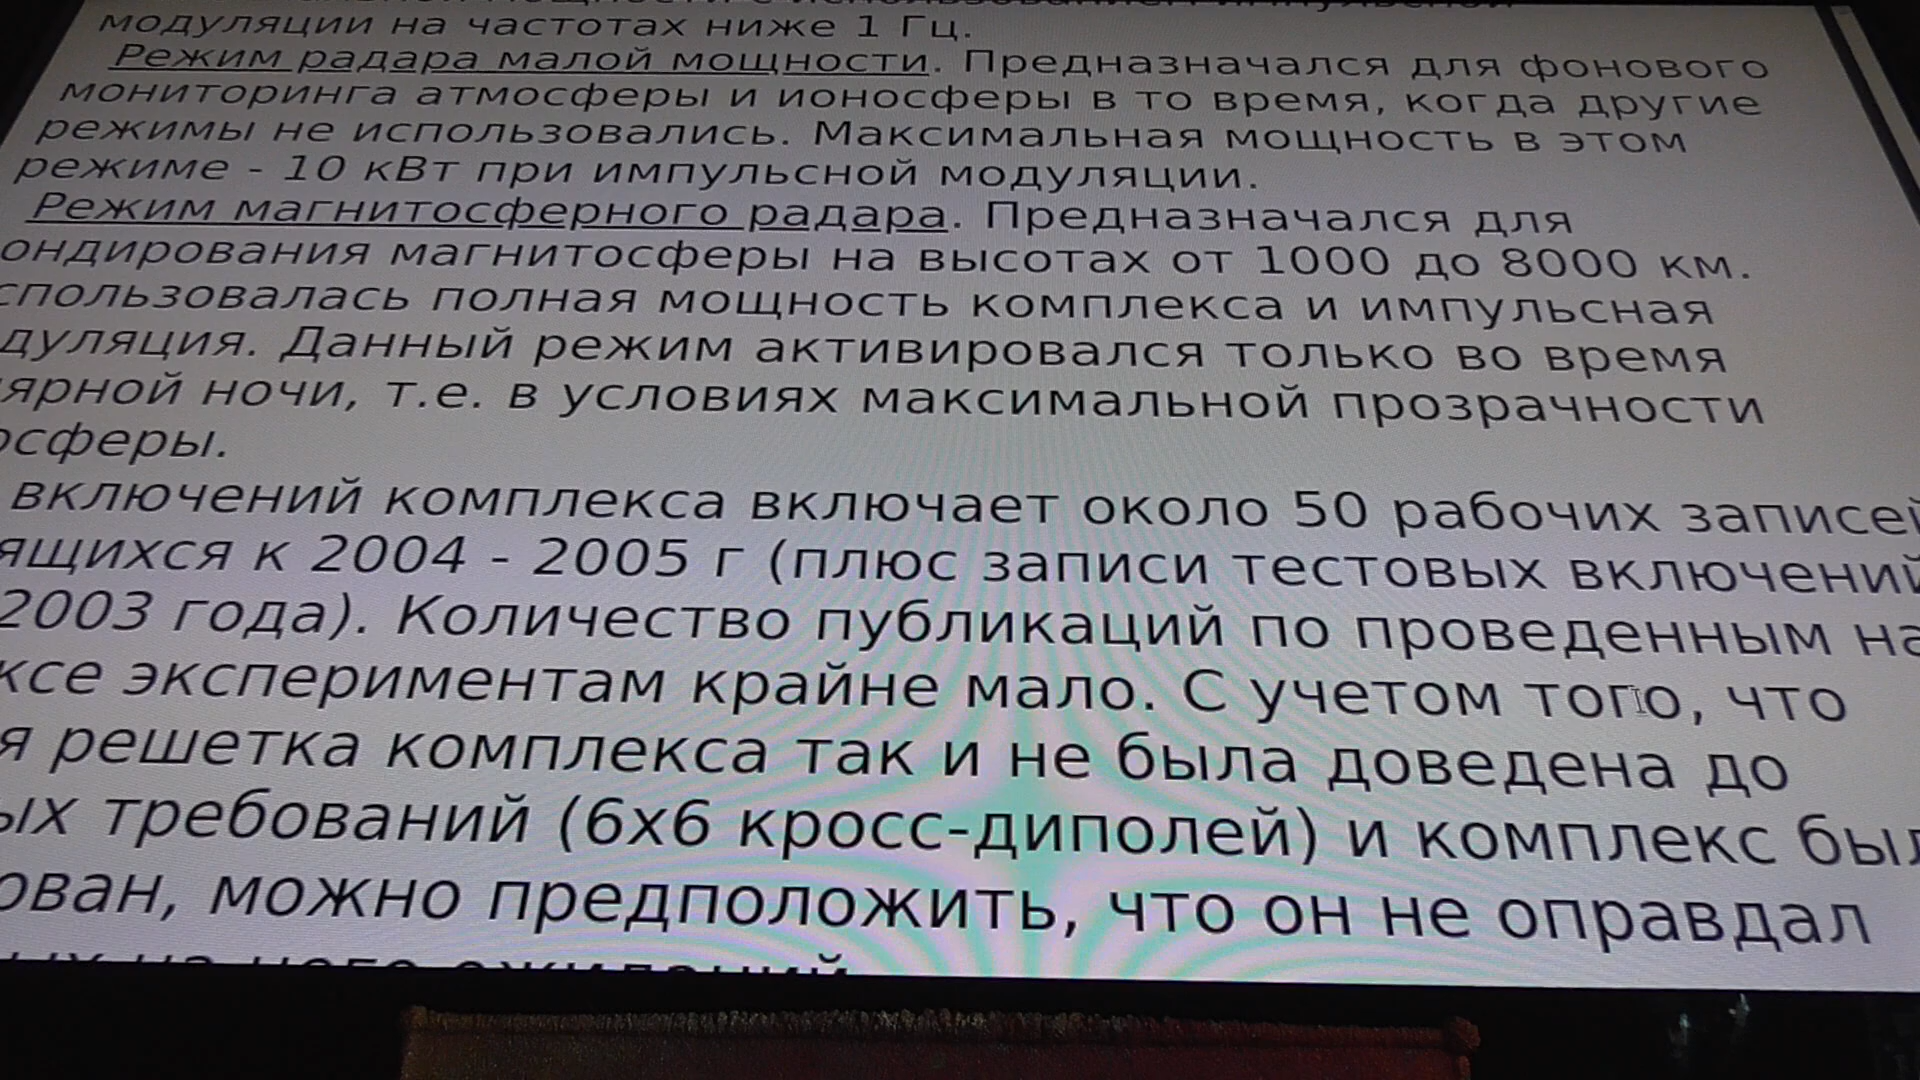 модуляции на частотах ниже 1 Гц.
Режим радара малой мощности. Предназначался для фонового
мониторинга атмосферы и ионосферы в то время, когда другие
режимы не использовались. Максимальная мощность в этом
режиме - 10 кВт при импульсной модуляции.
Режим магнитосферного радара. Предназначался для
ондирования магнитосферы на высотах от 1000 до 8000 км.
спользовалась полная мощность комплекса и импульсная
дуляция. Данный режим активировался только во время
ярной ночи, т.е. в условиях максимальной прозрачности
осферы.
включений комплекса включает около 50 рабочих записей
ящихся к 2004 - 2005 г (плюс записи тестовых включений
2003 года). Количество публикаций по проведенным на
ксе экспериментам крайне мало. С учетом того, что
я решетка комплекса так и не была доведена до
ых требований (6х6 кросс-диполей) и комплекс был
ован, можно предположить, что он не оправдал